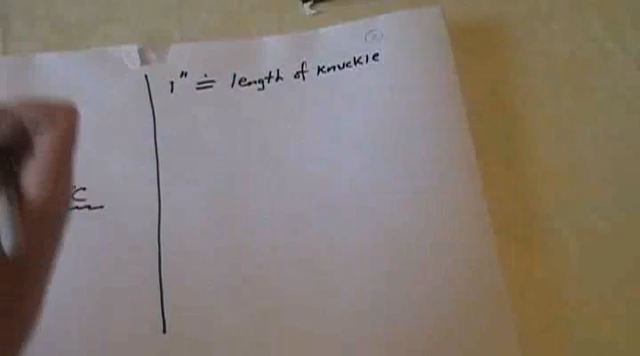 1" ≐ length of knuckle
c